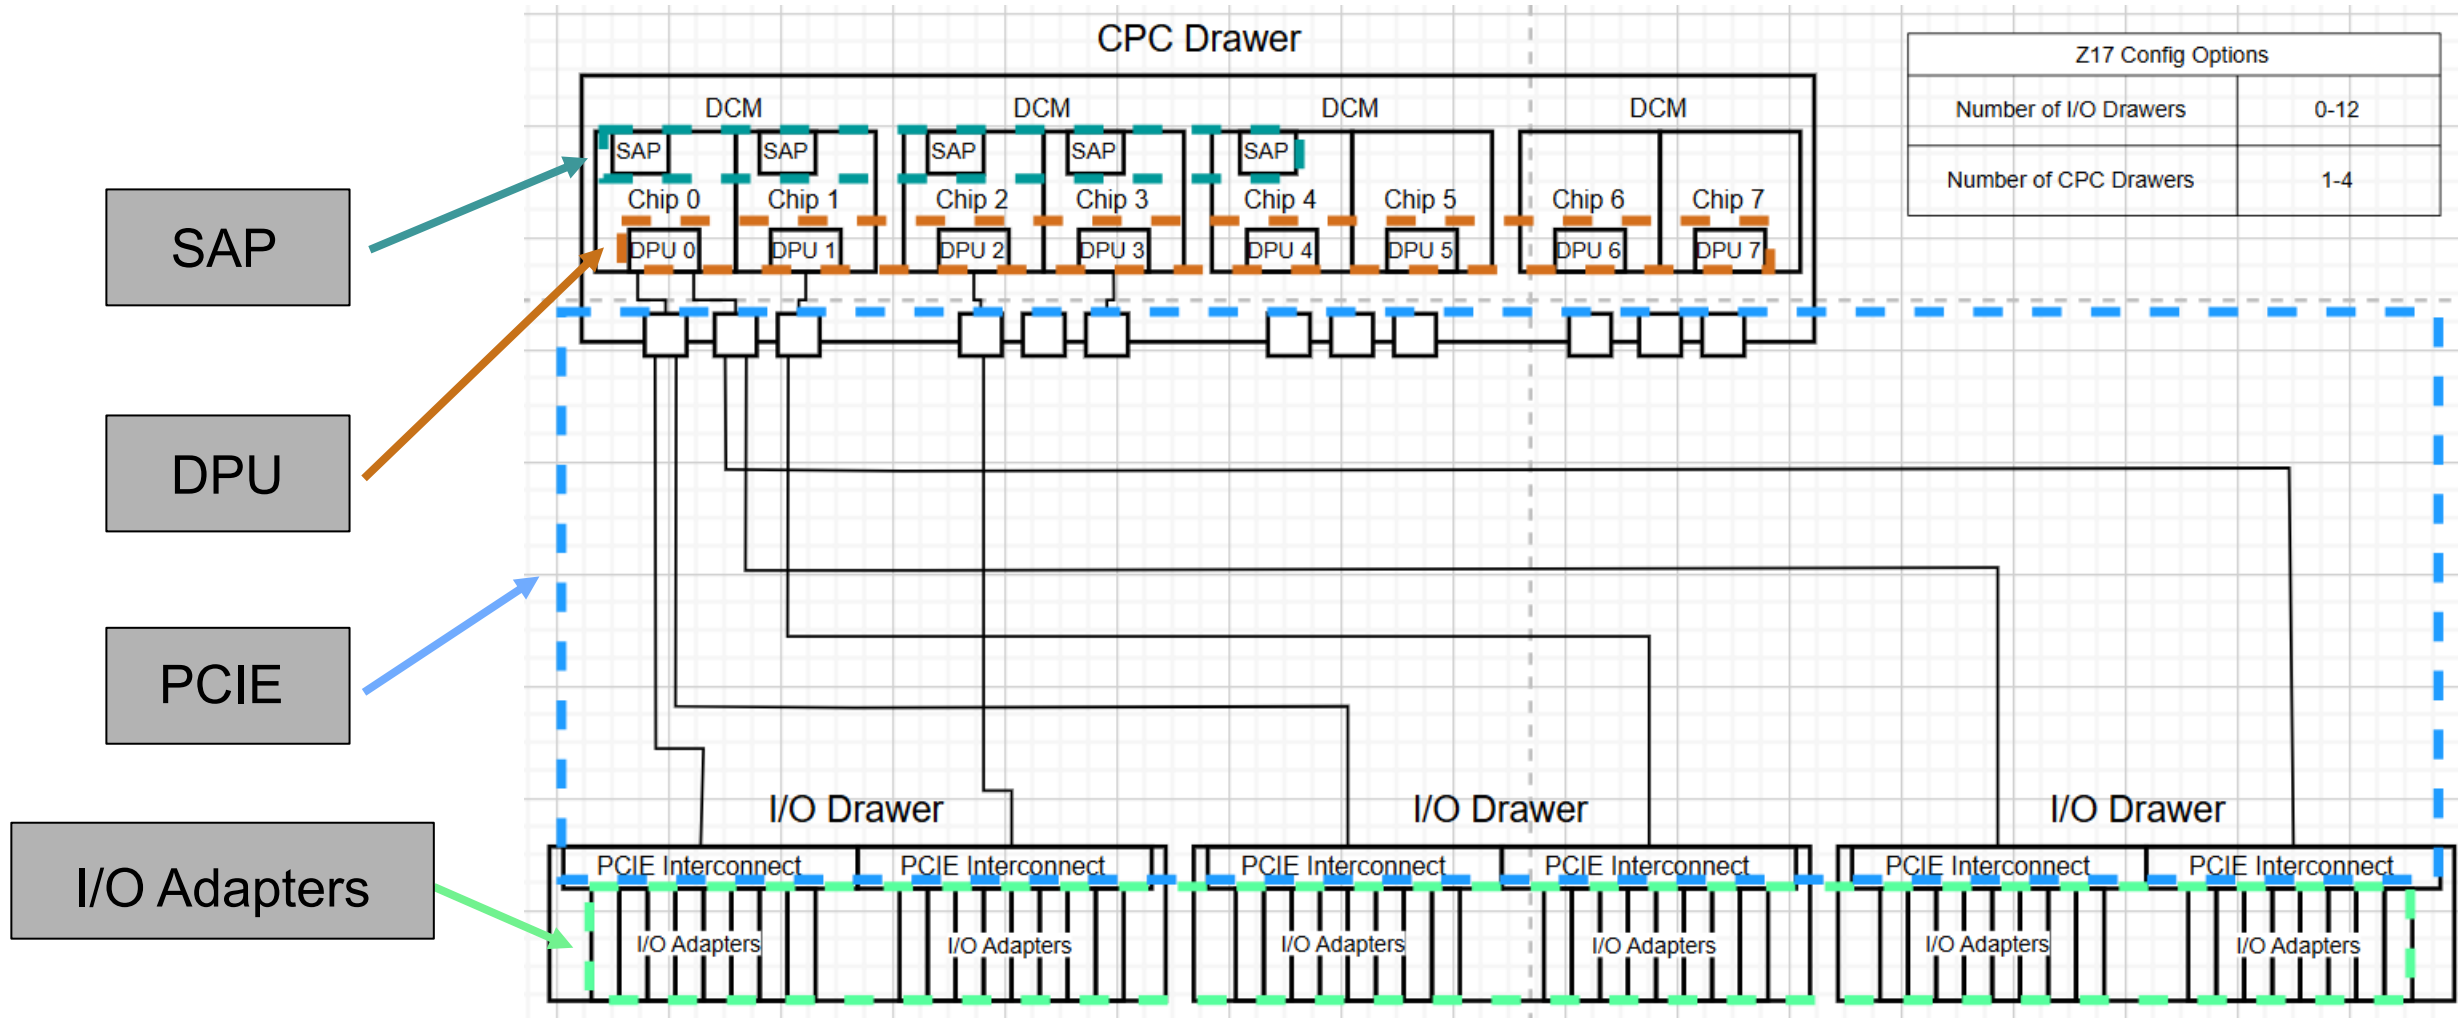 CPC Drawer
Z17 Config Options
Number of I/O Drawers 0-12
Number of CPC Drawers 1-4
DCM DCM DCM DCM
SAP SAP SAP SAP SAP
Chip 0 Chip 1 Chip 2 Chip 3 Chip 4 Chip 5 Chip 6 Chip 7
DPU 0 DPU 1 DPU 2 DPU 3 DPU 4 DPU 5 DPU 6 DPU 7
SAP
DPU
PCIE
I/O Adapters
I/O Drawer I/O Drawer I/O Drawer
PCIE Interconnect PCIE Interconnect PCIE Interconnect PCIE Interconnect PCIE Interconnect PCIE Interconnect
I/O Adapters I/O Adapters I/O Adapters I/O Adapters I/O Adapters I/O Adapters